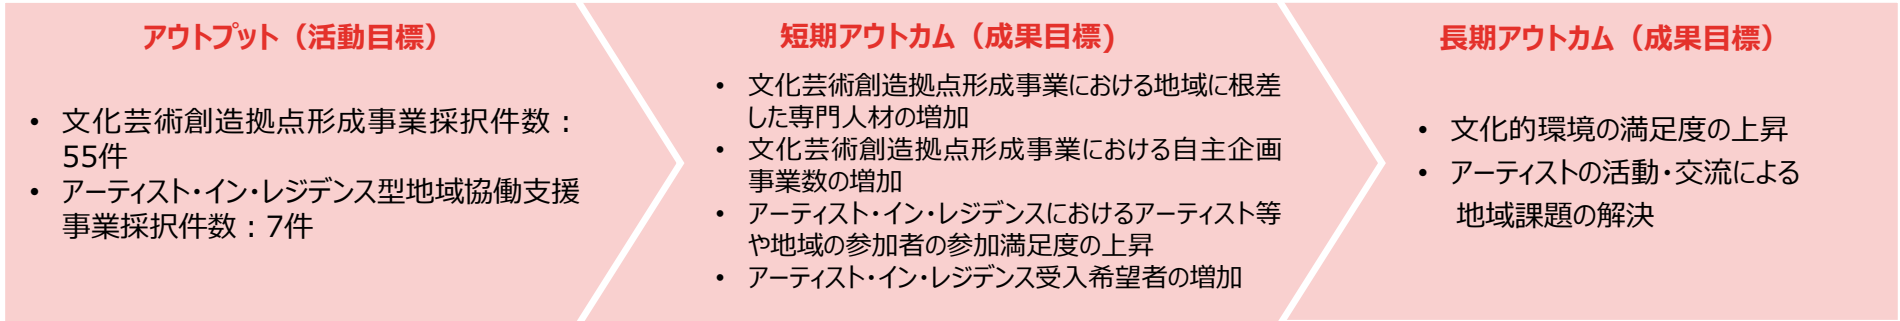 アウトプット（活動目標）
• 文化芸術創造拠点形成事業採択件数：
55件
• アーティスト・イン・レジデンス型地域協働支援
事業採択件数：7件
短期アウトカム（成果目標)
• 文化芸術創造拠点形成事業における地域に根差
した専門人材の増加
• 文化芸術創造拠点形成事業における自主企画
事業数の増加
• アーティスト・イン・レジデンスにおけるアーティスト等
や地域の参加者の参加満足度の上昇
• アーティスト・イン・レジデンス受入希望者の増加
長期アウトカム（成果目標）
• 文化的環境の満足度の上昇
• アーティストの活動・交流による
地域課題の解決